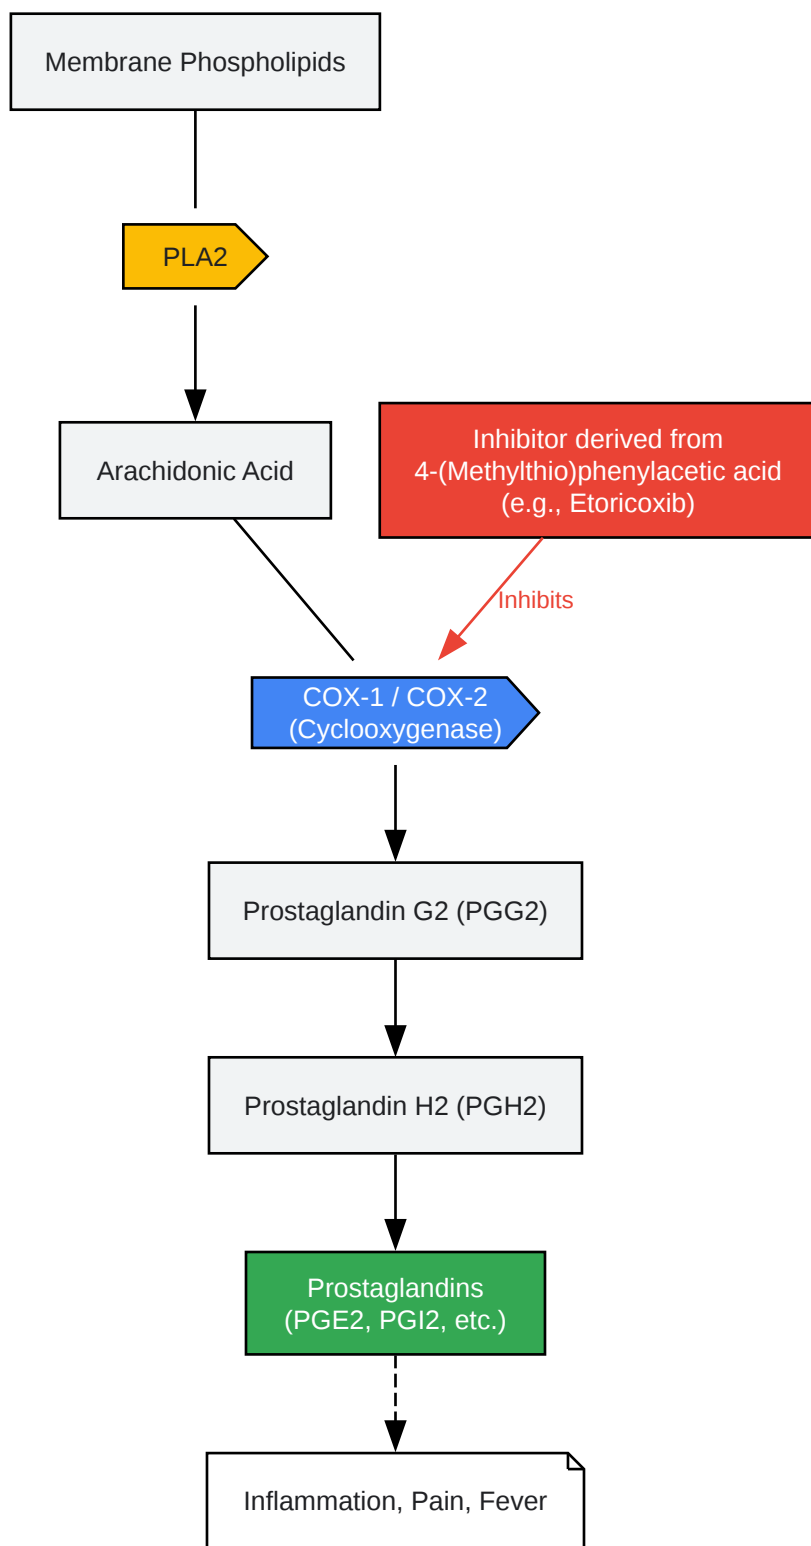 Membrane Phospholipids
PLA2
Arachidonic Acid
Inhibitor derived from
4-(Methylthio)phenylacetic acid
(e.g., Etoricoxib)
Inhibits
COX-1 / COX-2
(Cyclooxygenase)
Prostaglandin G2 (PGG2)
Prostaglandin H2 (PGH2)
Prostaglandins
(PGE2, PGI2, etc.)
Inflammation, Pain, Fever